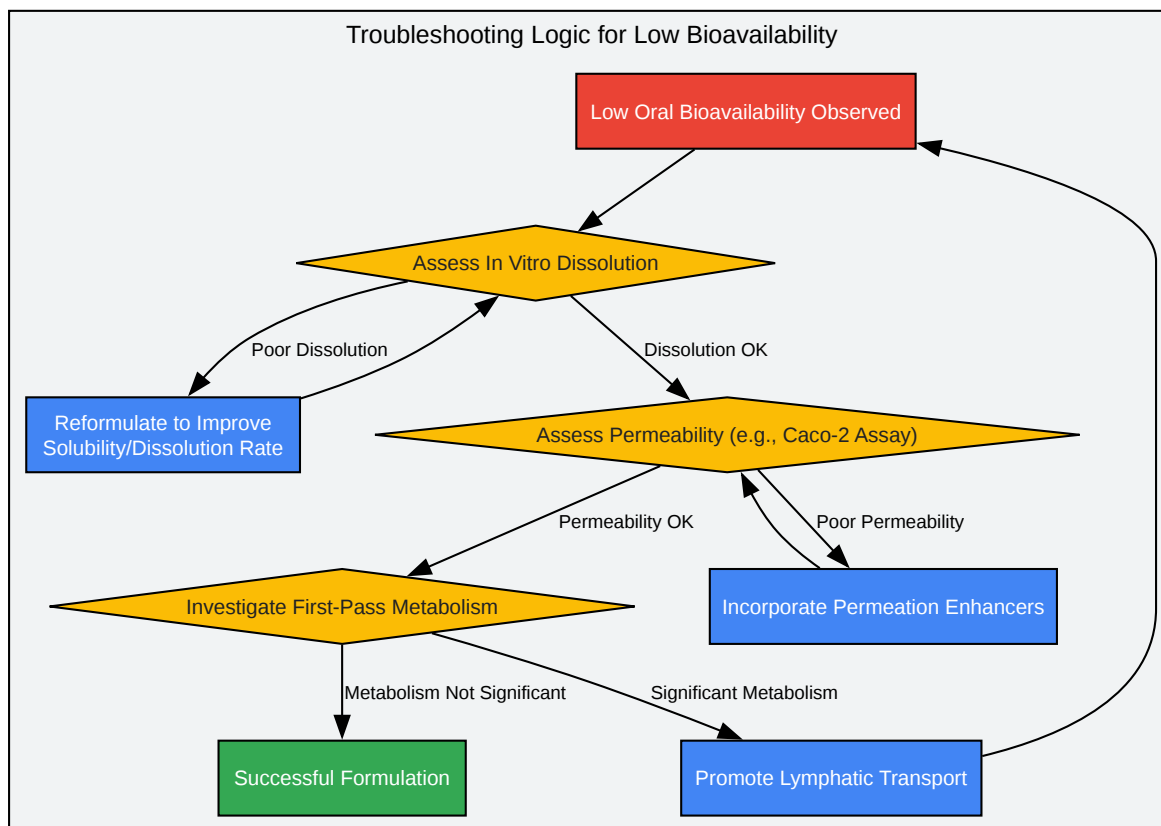 Troubleshooting Logic for Low Bioavailability
Low Oral Bioavailability Observed
Assess In Vitro Dissolution
Poor Dissolution
Dissolution OK
Reformulate to Improve
Solubility/Dissolution Rate
Assess Permeability (e.g., Caco-2 Assay)
Permeability OK
Poor Permeability
Investigate First-Pass Metabolism
Incorporate Permeation Enhancers
Metabolism Not Significant
Significant Metabolism
Successful Formulation
Promote Lymphatic Transport